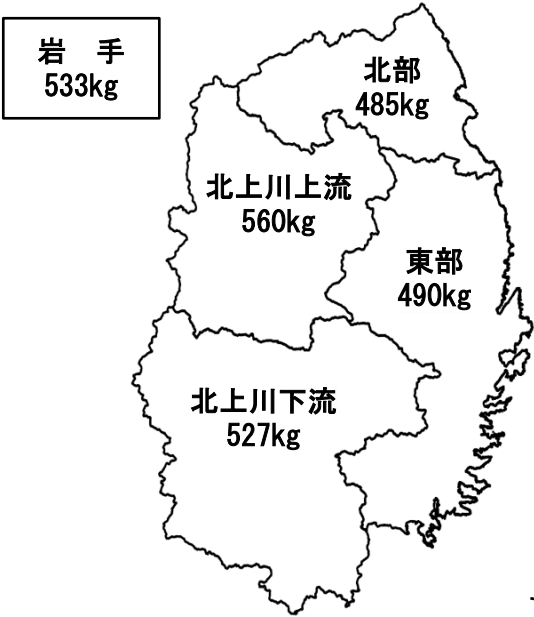 岩　手
533kg
北部
485kg
北上川上流
560kg
東部
490kg
北上川下流
527kg